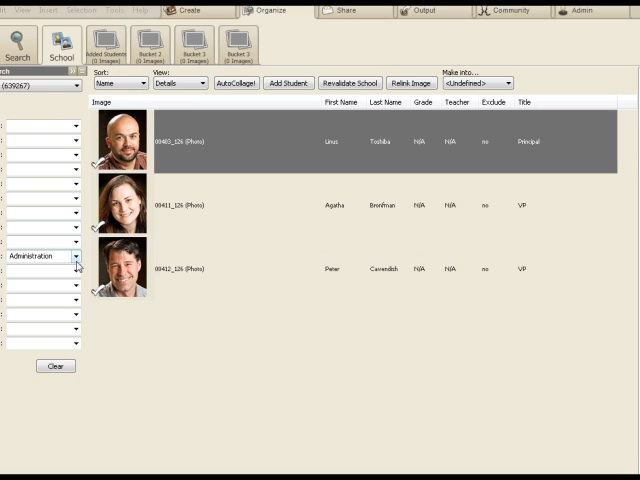 View Insert Selection Tools Help Create Organize Share Output Community Admin
Search School Added Students Bucket 2 Bucket 3 Bucket 3
(0 Images) (0 Images) (0 Images) (0 Images)
Sort: View: Make into...
(639267) Name Details AutoCollage! Add Student Revalidate School Relink Image <Undefined>
Image First Name Last Name Grade Teacher Exclude Title
00403_126 (Photo) Linus Toshiba N/A N/A no Principal
00411_126 (Photo) Agatha Bronfman N/A N/A no VP
Administration
00412_126 (Photo) Peter Cavendish N/A N/A no VP
Clear